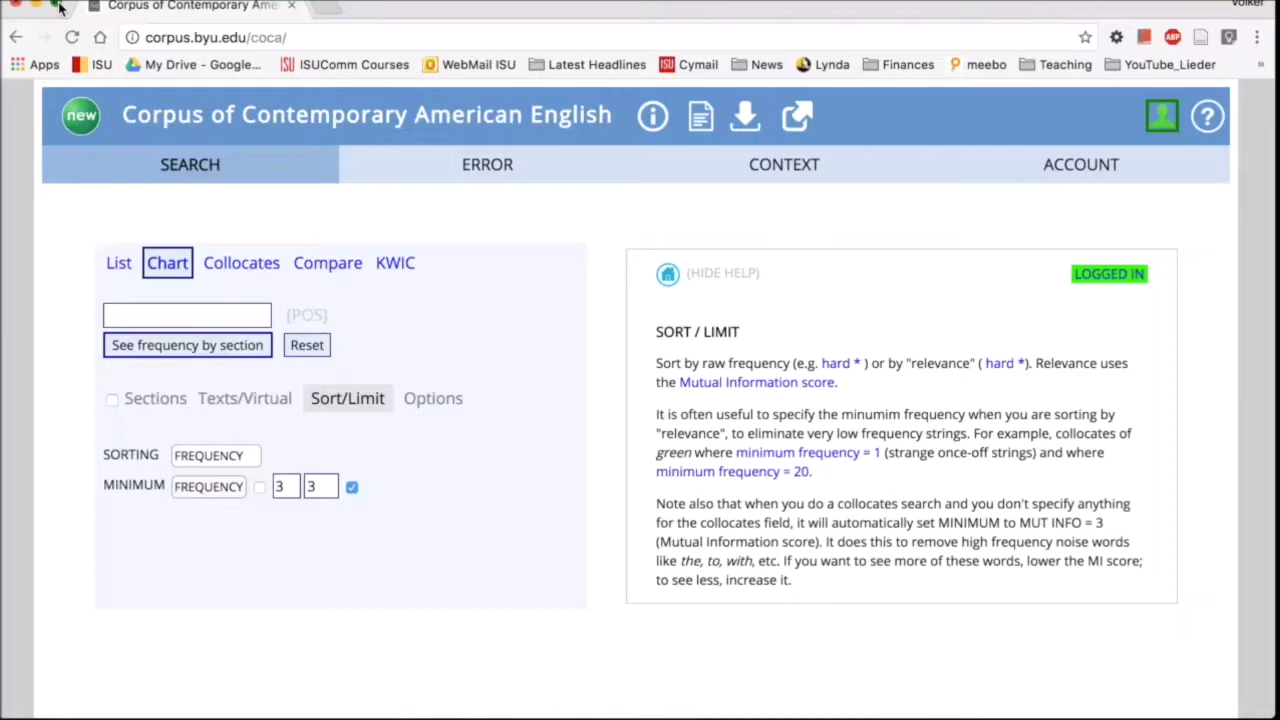 Volker
Corpus of Contemporary Ame
corpus.byu.edu/coca/
Apps ISU My Drive - Google... ISUComm Courses WebMail ISU Latest Headlines Cymail News Lynda Finances meebo Teaching YouTube_Lieder »
new Corpus of Contemporary American English
SEARCH ERROR CONTEXT ACCOUNT
List Chart Collocates Compare KWIC
[POS]
See frequency by section Reset
Sections Texts/Virtual Sort/Limit Options
SORTING FREQUENCY
MINIMUM FREQUENCY 3 3
(HIDE HELP) LOGGED IN
SORT / LIMIT
Sort by raw frequency (e.g. hard * ) or by "relevance" ( hard *). Relevance uses
the Mutual Information score.
It is often useful to specify the minumim frequency when you are sorting by
"relevance", to eliminate very low frequency strings. For example, collocates of
green where minimum frequency = 1 (strange once-off strings) and where
minimum frequency = 20.
Note also that when you do a collocates search and you don't specify anything
for the collocates field, it will automatically set MINIMUM to MUT INFO = 3
(Mutual Information score). It does this to remove high frequency noise words
like the, to, with, etc. If you want to see more of these words, lower the MI score;
to see less, increase it.